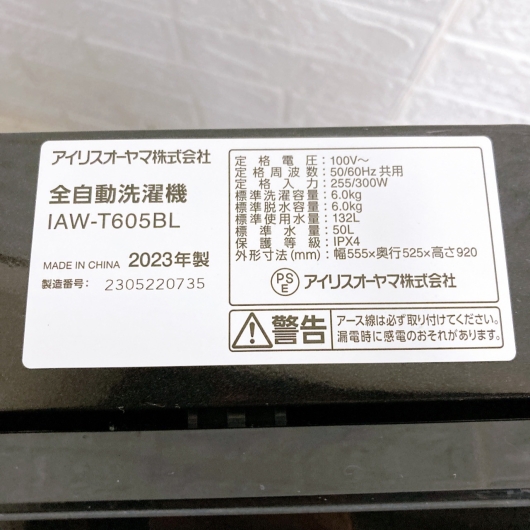 アイリスオーヤマ株式会社
全自動洗濯機
IAW-T605BL
MADE IN CHINA 2023年製
製造番号: 2305220735
定格電圧: 100V～
定格周波数: 50/60Hz 共用
定格入力: 255/300W
標準洗濯容量: 6.0kg
標準脱水容量: 6.0kg
標準使用水量: 132L
標準水量: 50L
保護等級: IPX4
外形寸法(mm): 幅555×奥行525×高さ920
PS
E
アイリスオーヤマ株式会社
警告
アース線は必ず取り付けてください。
漏電時に感電のおそれがあります。